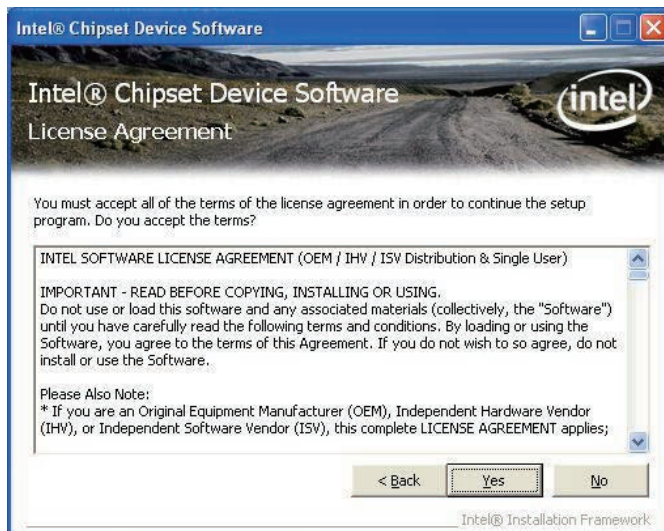 Intel® Chipset Device Software
Intel® Chipset Device Software
License Agreement
intel
You must accept all of the terms of the license agreement in order to continue the setup
program. Do you accept the terms?
INTEL SOFTWARE LICENSE AGREEMENT (OEM / IHV / ISV Distribution & Single User)
IMPORTANT - READ BEFORE COPYING, INSTALLING OR USING.
Do not use or load this software and any associated materials (collectively, the "Software")
until you have carefully read the following terms and conditions. By loading or using the
Software, you agree to the terms of this Agreement. If you do not wish to so agree, do not
install or use the Software.
Please Also Note:
* If you are an Original Equipment Manufacturer (OEM), Independent Hardware Vendor
(IHV), or Independent Software Vendor (ISV), this complete LICENSE AGREEMENT applies;
< Back Yes No
Intel® Installation Framework